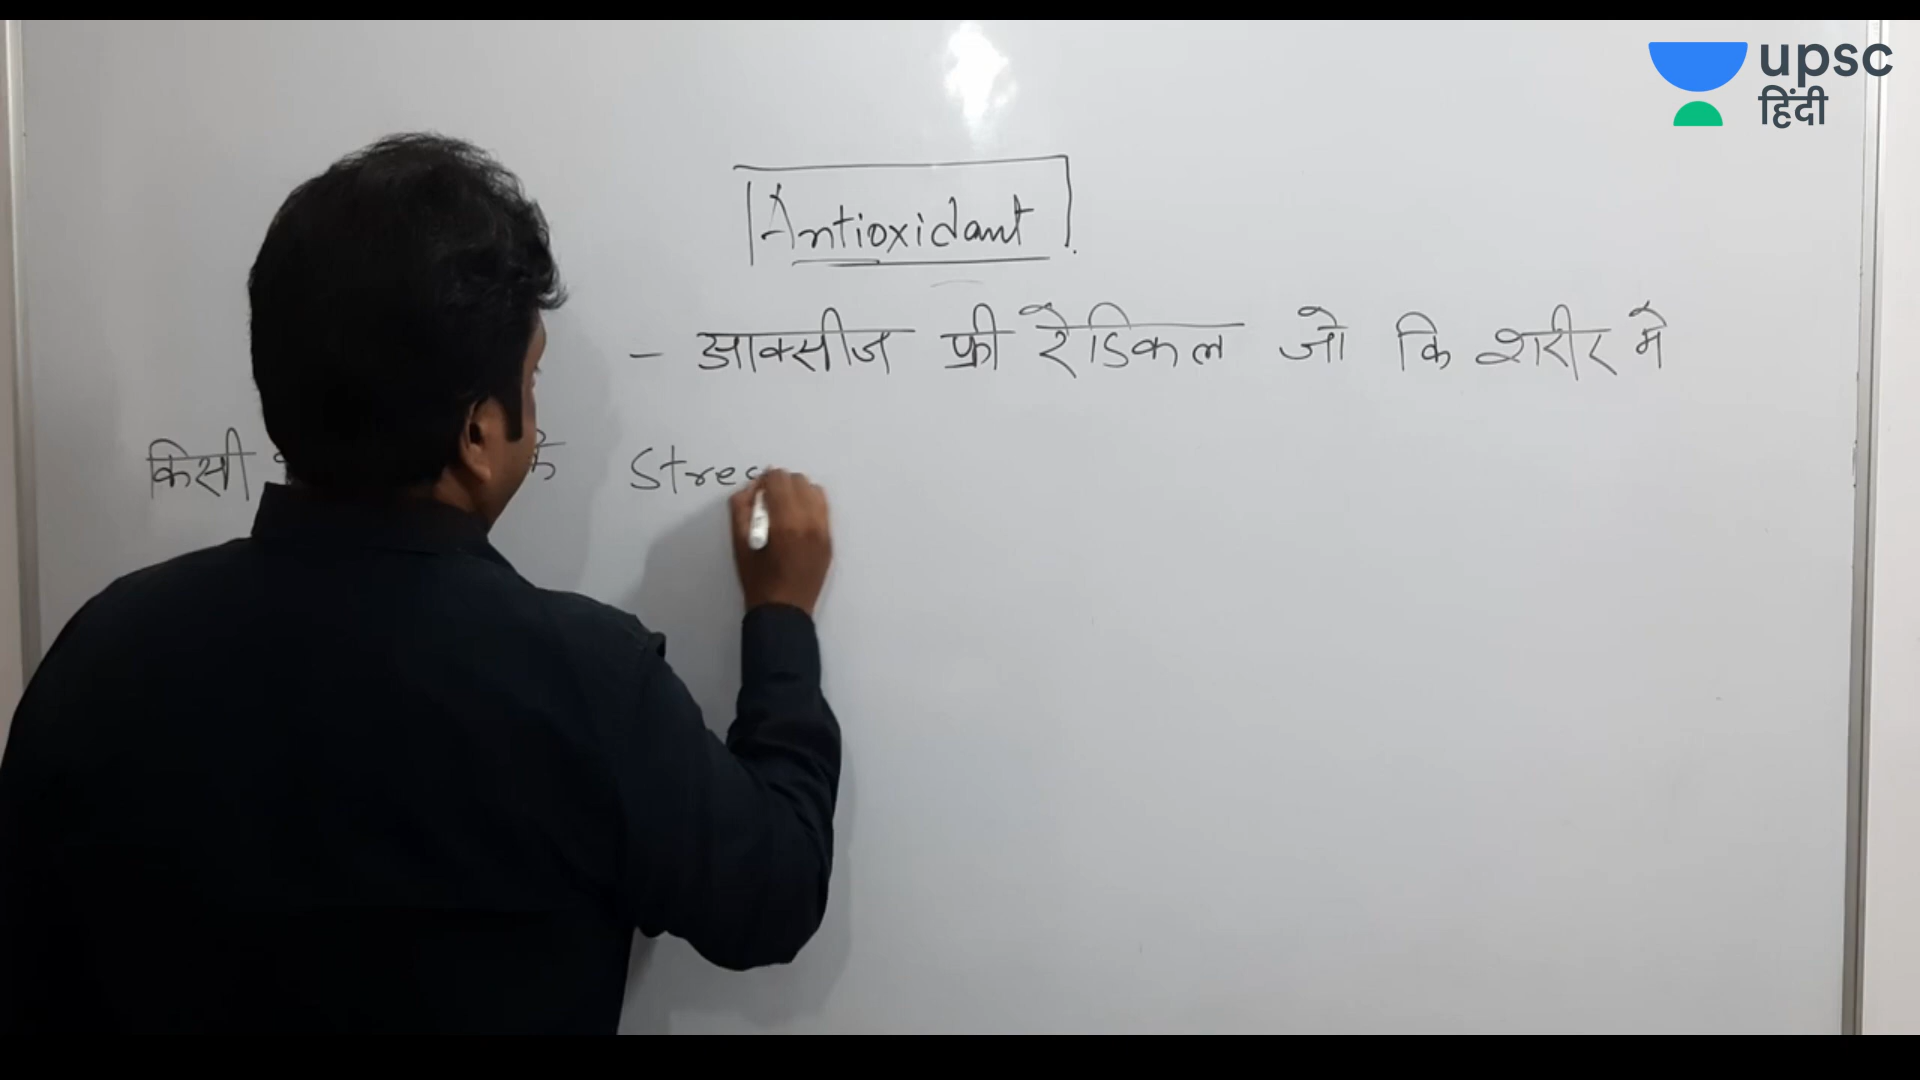 upsc
हिंदी
Antioxidant
- आक्सीज फ्री रेडिकल जो कि शरीर मे
किसी के Stres